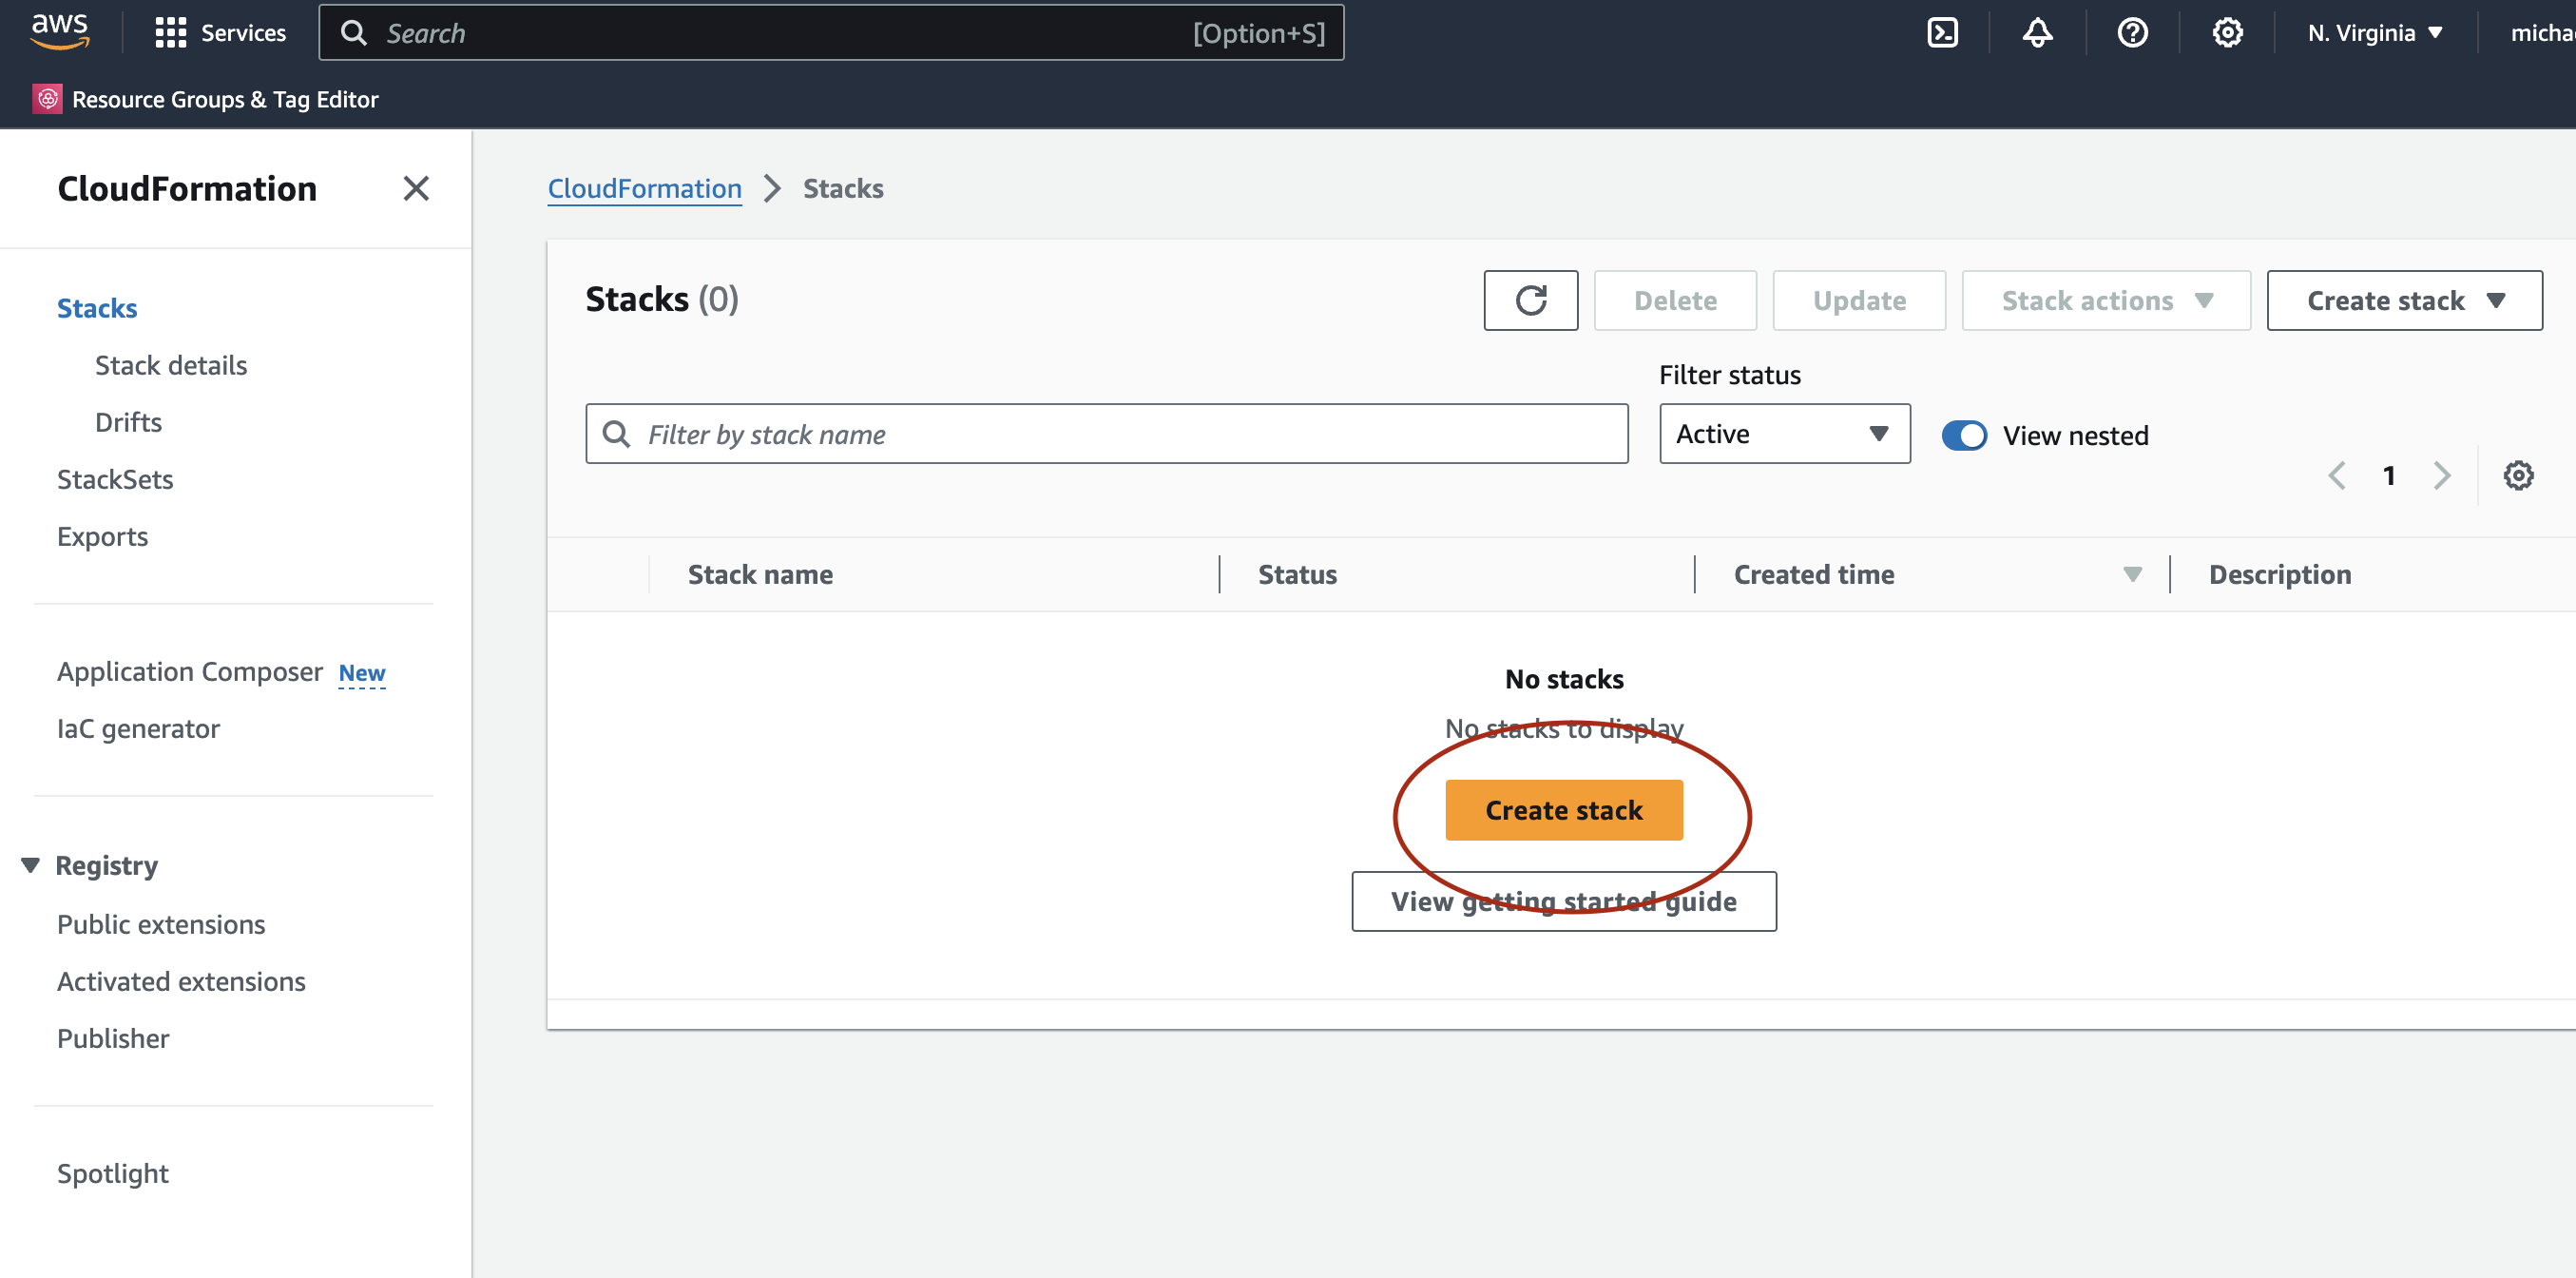 aws
Services
Search [Option+S]
N. Virginia
Resource Groups & Tag Editor
CloudFormation
Stacks
Stack details
Drifts
StackSets
Exports
Application Composer New
IaC generator
Registry
Public extensions
Activated extensions
Publisher
Spotlight
CloudFormation > Stacks
Stacks (0)
Delete
Update
Stack actions
Create stack
Filter status
Filter by stack name
Active
View nested
1
Stack name
Status
Created time
Description
No stacks
No stacks to display
Create stack
View getting started guide